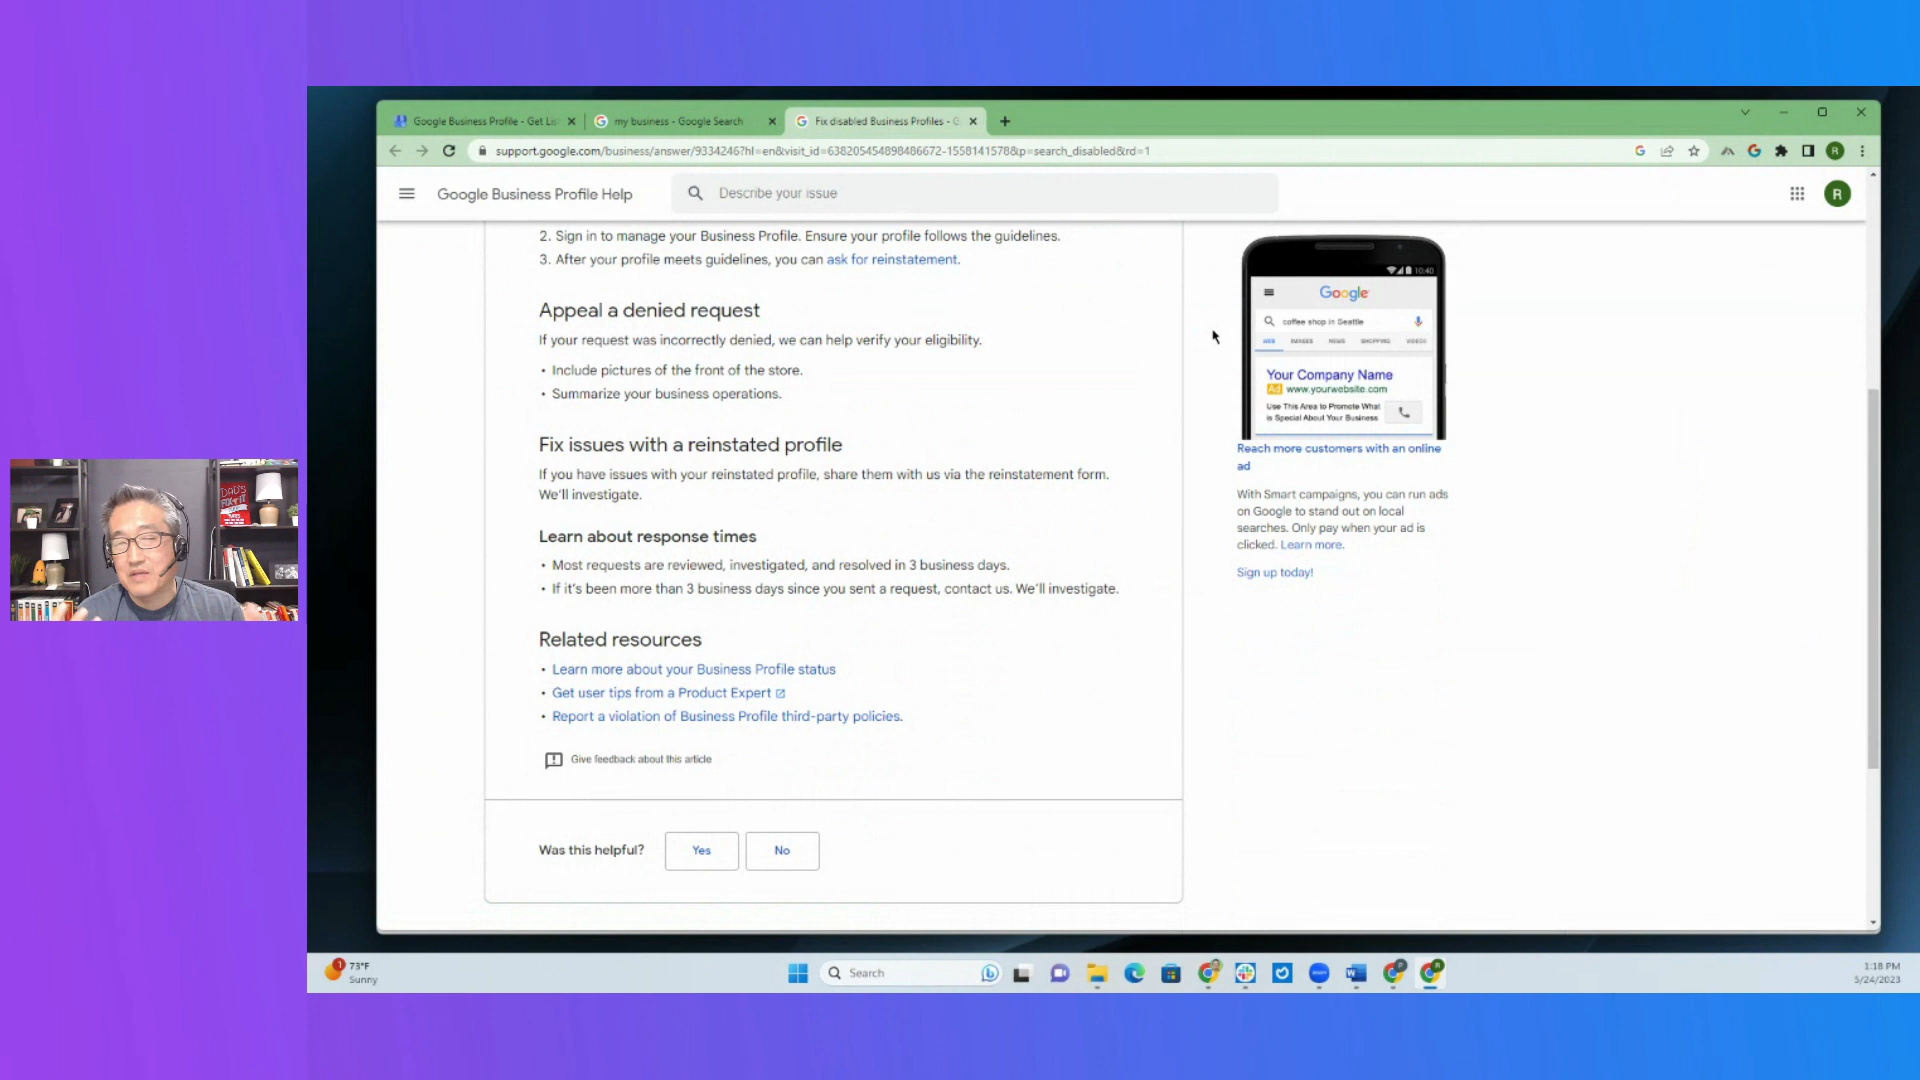 Google Business Profile - Get Lis
my business - Google Search
Fix disabled Business Profiles - G
support.google.com/business/answer/9334246?hl=en&visit_id=638205454898486672-1558141578&p=search_disabled&rd=1
R
Google Business Profile Help
Describe your issue
R
2. Sign in to manage your Business Profile. Ensure your profile follows the guidelines.
3. After your profile meets guidelines, you can ask for reinstatement.
Appeal a denied request
If your request was incorrectly denied, we can help verify your eligibility.
• Include pictures of the front of the store.
• Summarize your business operations.
Fix issues with a reinstated profile
If you have issues with your reinstated profile, share them with us via the reinstatement form.
We'll investigate.
Learn about response times
• Most requests are reviewed, investigated, and resolved in 3 business days.
• If it's been more than 3 business days since you sent a request, contact us. We'll investigate.
Related resources
• Learn more about your Business Profile status
• Get user tips from a Product Expert
• Report a violation of Business Profile third-party policies.
Give feedback about this article
Was this helpful?
Yes
No
10:40
Google
coffee shop in Seattle
WEB IMAGES NEWS SHOPPING VIDEOS
Your Company Name
Ad www.yourwebsite.com
Use This Area to Promote What
is Special About Your Business
Reach more customers with an online
ad
With Smart campaigns, you can run ads
on Google to stand out on local
searches. Only pay when your ad is
clicked. Learn more.
Sign up today!
DAD'S
FIX-IT
1
73°F
Sunny
Search
1:18 PM
5/24/2023